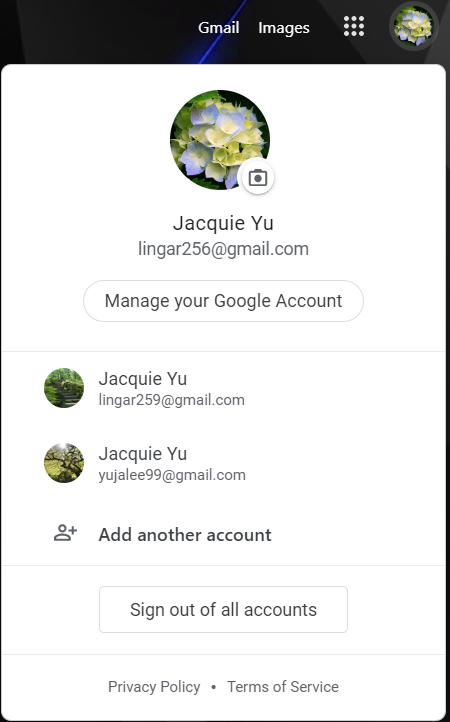 Gmail Images
Jacquie Yu
lingar256@gmail.com
Manage your Google Account
Jacquie Yu
lingar259@gmail.com
Jacquie Yu
yujalee99@gmail.com
Add another account
Sign out of all accounts
Privacy Policy • Terms of Service